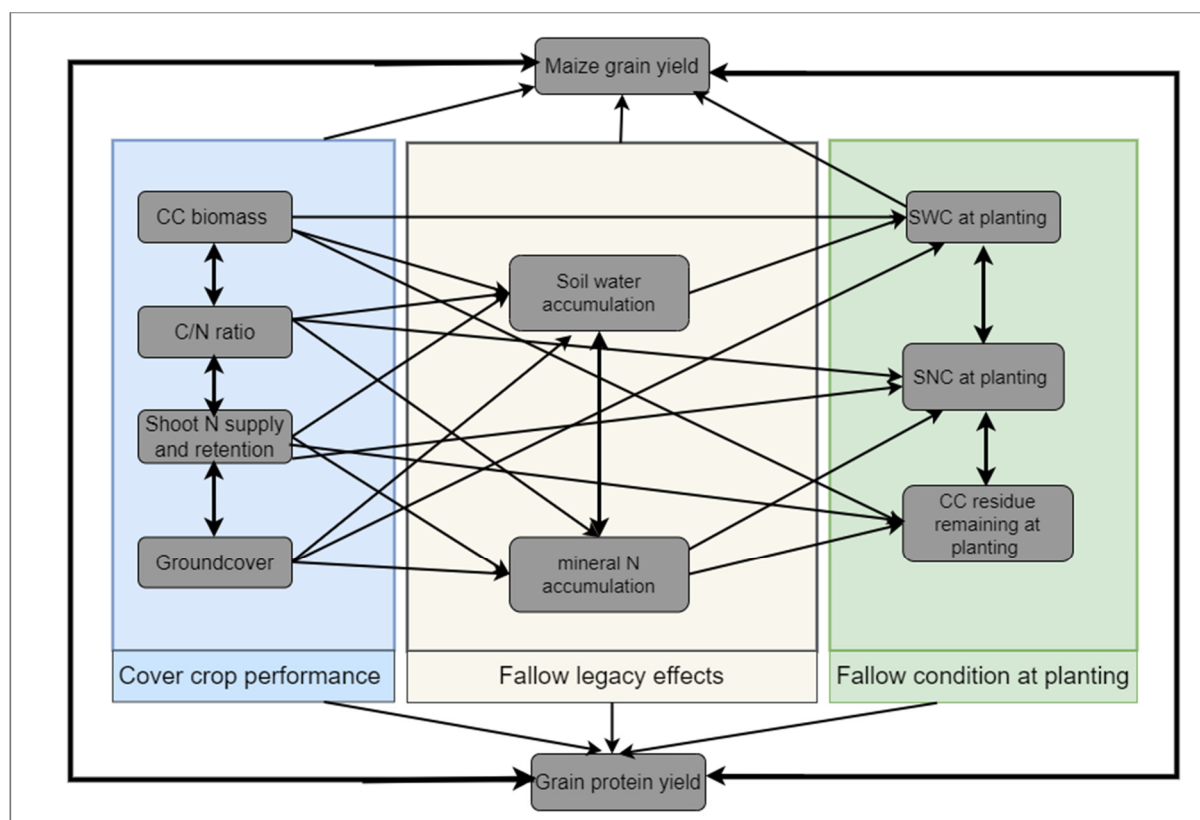 Maize grain yield
CC biomass
C/N ratio
Shoot N supply
and retention
Groundcover
Cover crop performance
Soil water
accumulation
mineral N
accumulation
Fallow legacy effects
SWC at planting
SNC at planting
CC residue
remaining at
planting
Fallow condition at planting
Grain protein yield